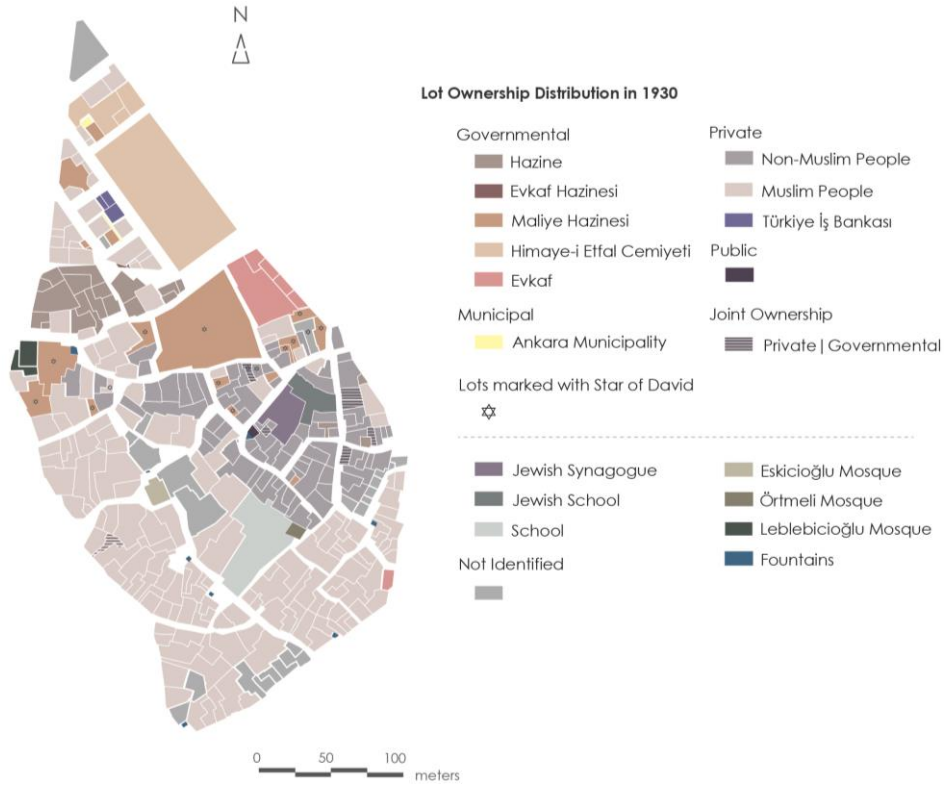 N
Lot Ownership Distribution in 1930
Governmental
Hazine
Evkaf Hazinesi
Maliye Hazinesi
Himaye-i Etfal Cemiyeti
Evkaf
Municipal
Ankara Municipality
Lots marked with Star of David
Private
Non-Muslim People
Muslim People
Türkiye İş Bankası
Public
Joint Ownership
Private | Governmental
Jewish Synagogue
Jewish School
School
Not Identified
Eskicioğlu Mosque
Örtmeli Mosque
Leblebicioğlu Mosque
Fountains
0 50 100
meters